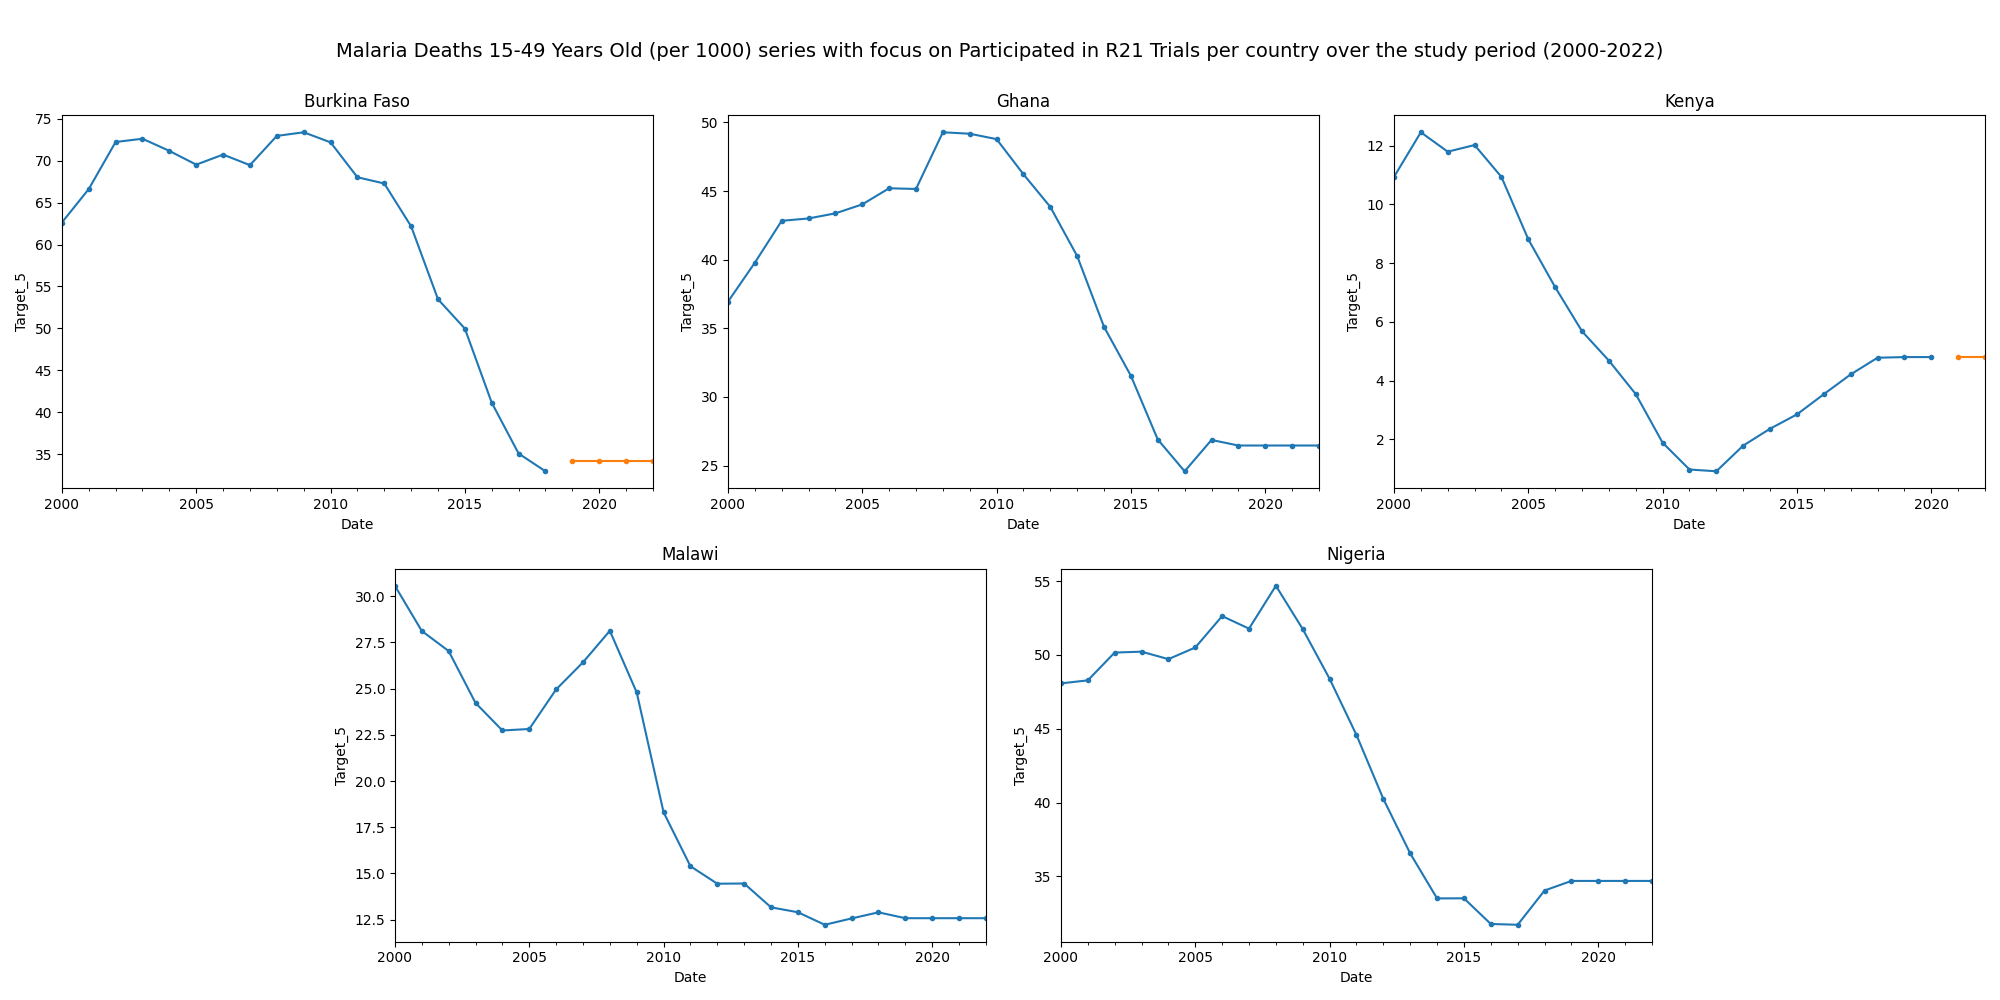 Malaria Deaths 15-49 Years Old (per 1000) series with focus on Participated in R21 Trials per country over the study period (2000-2022)
Burkina Faso
75
70
65
60
55
50
45
40
35
Target_5
2000 2005 2010 2015 2020
Date
Ghana
50
45
40
35
30
25
Target_5
2000 2005 2010 2015 2020
Date
Kenya
12
10
8
6
4
2
Target_5
2000 2005 2010 2015 2020
Date
Malawi
30.0
27.5
25.0
22.5
20.0
17.5
15.0
12.5
Target_5
2000 2005 2010 2015 2020
Date
Nigeria
55
50
45
40
35
Target_5
2000 2005 2010 2015 2020
Date